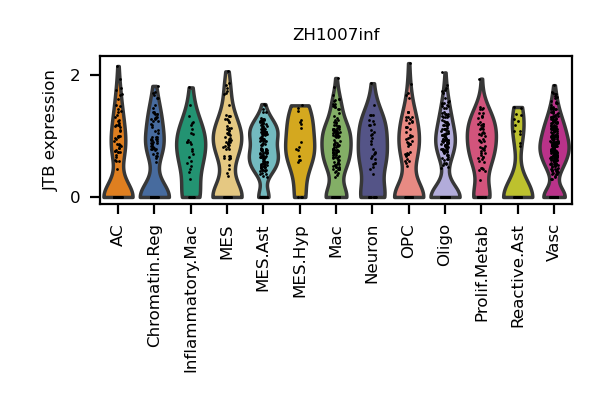 ZH1007inf
JTB expression
2
0
AC
Chromatin.Reg
Inflammatory.Mac
MES
MES.Ast
MES.Hyp
Mac
Neuron
OPC
Oligo
Prolif.Metab
Reactive.Ast
Vasc